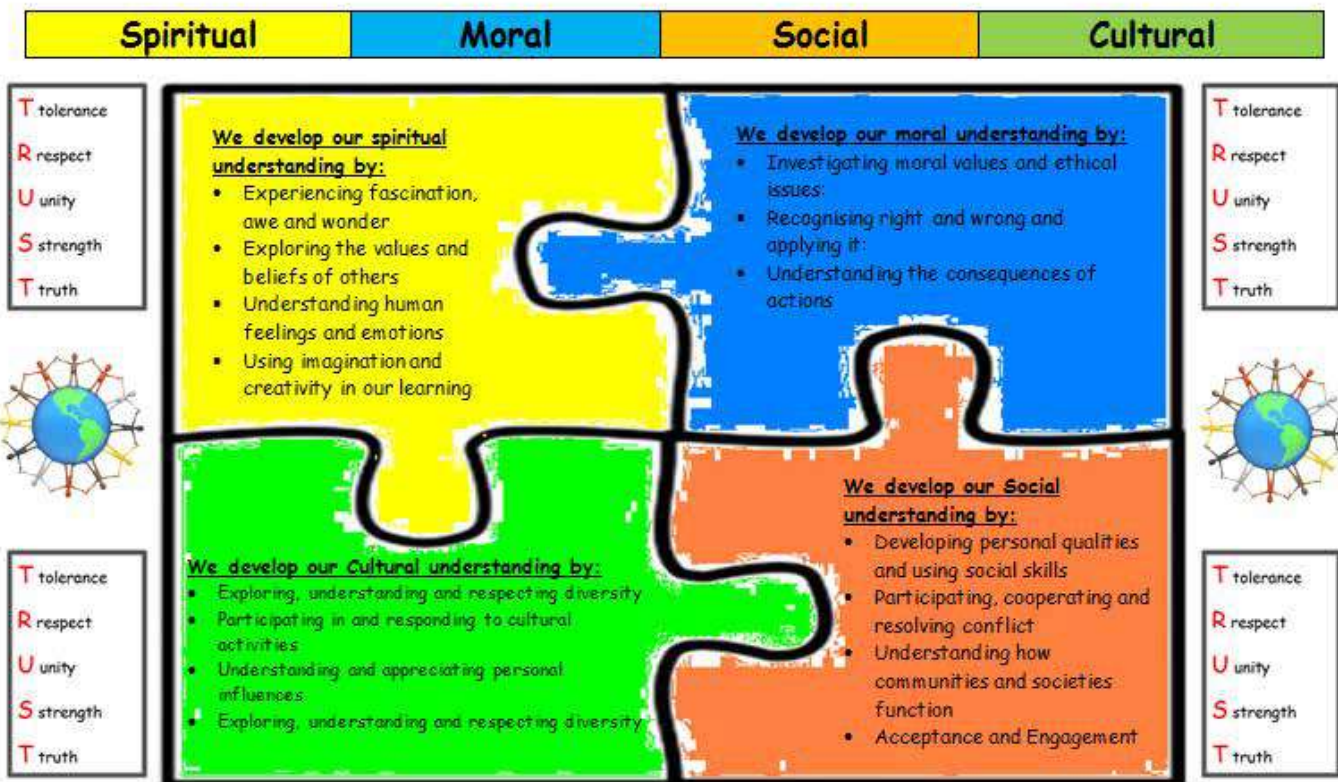 Spiritual Moral Social Cultural
T tolerance
R respect
U unity
S strength
T truth
We develop our spiritual
understanding by:
• Experiencing fascination,
awe and wonder
• Exploring the values and
beliefs of others
• Understanding human
feelings and emotions
• Using imagination and
creativity in our learning
We develop our moral understanding by:
• Investigating moral values and ethical
issues:
• Recognising right and wrong and
applying it:
• Understanding the consequences of
actions
T tolerance
R respect
U unity
S strength
T truth
T tolerance
R respect
U unity
S strength
T truth
We develop our Cultural understanding by:
• Exploring, understanding and respecting diversity
• Participating in and responding to cultural
activities
• Understanding and appreciating personal
influences
• Exploring, understanding and respecting diversity
We develop our Social
understanding by:
• Developing personal qualities
and using social skills
• Participating, cooperating and
resolving conflict
• Understanding how
communities and societies
function
• Acceptance and Engagement
T tolerance
R respect
U unity
S strength
T truth